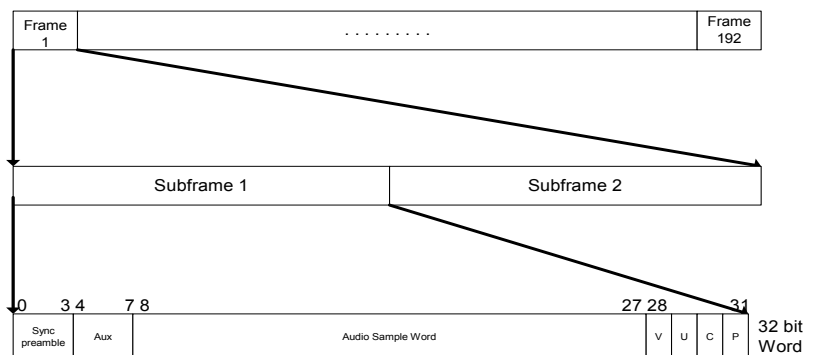 Frame 1
. . . . . . . . .
Frame 192
Subframe 1
Subframe 2
0 3 4 7 8 27 28 31
Sync preamble
Aux
Audio Sample Word
V
U
C
P
32 bit Word